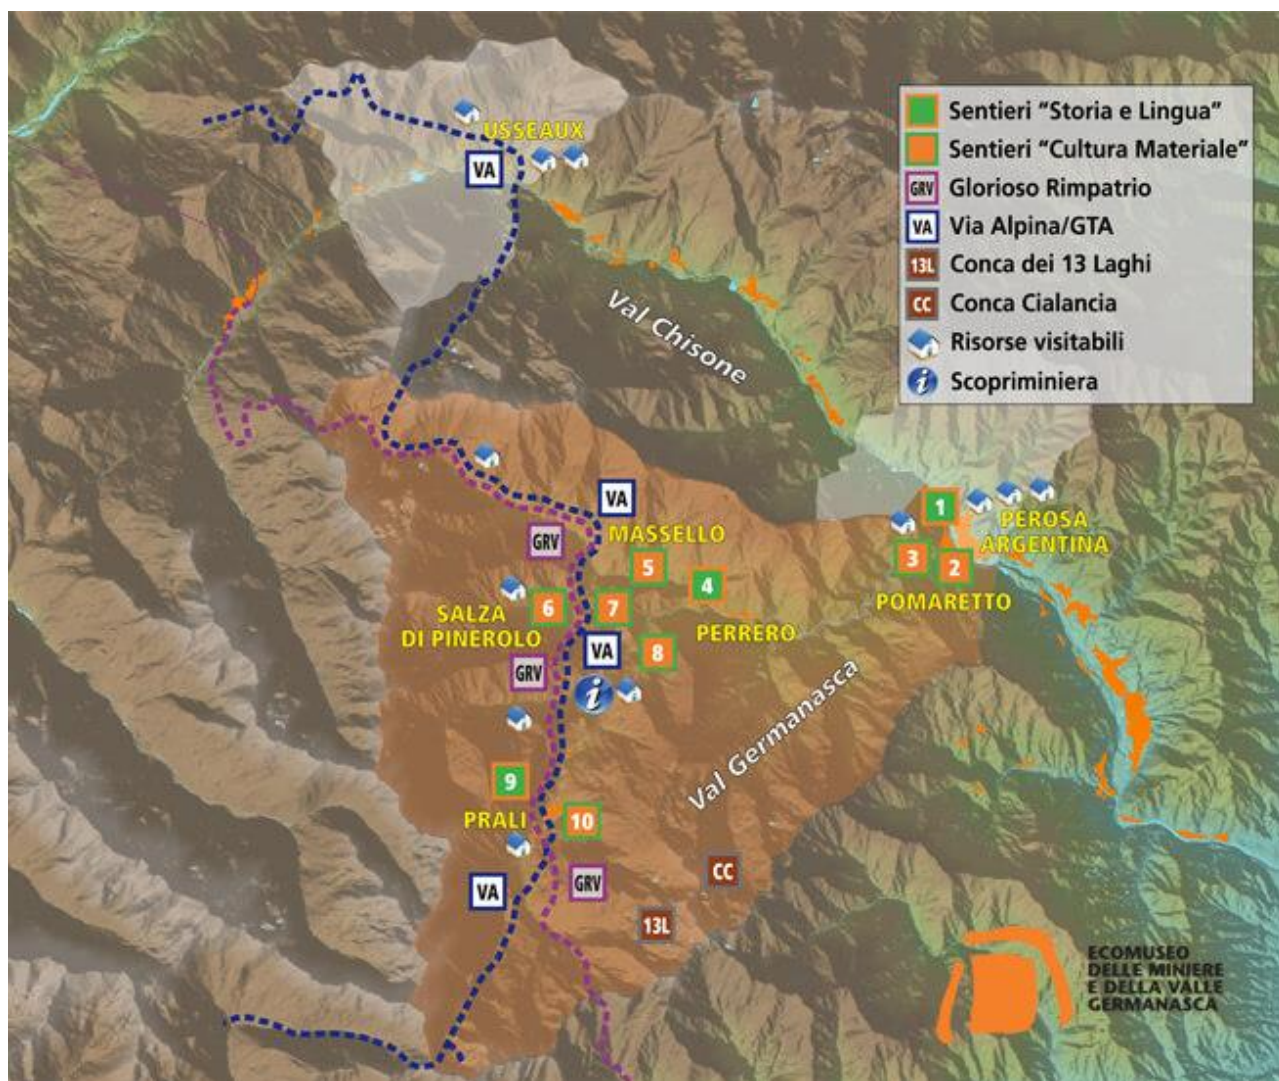 USSEAUX
VA
Sentieri "Storia e Lingua"
Sentieri "Cultura Materiale"
GRV Glorioso Rimpatrio
VA Via Alpina/GTA
13L Conca dei 13 Laghi
CC Conca Cialancia
Risorse visitabili
i Scopriminiera
Val Chisone
VA
MASSELLO
GRV
1
PEROSA
ARGENTINA
3
2
POMARETTO
5
4
PERRERO
6
7
SALZA
DI PINEROLO
VA
8
GRV
i
Val Germanasca
9
PRALI
10
VA
GRV
CC
13L
ECOMUSEO
DELLE MINIERE
E DELLA VALLE
GERMANASCA